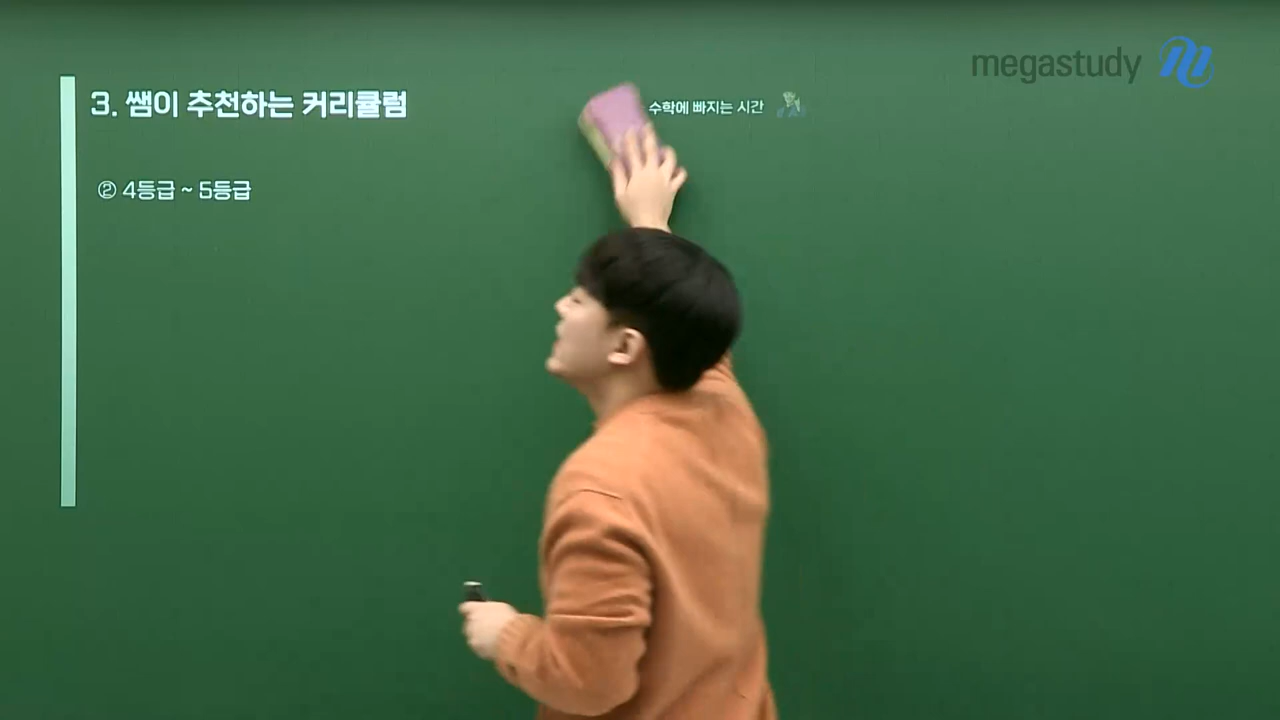 megastudy
3. 쌤이 추천하는 커리큘럼
수학에 빠지는 시간
② 4등급 ~ 5등급